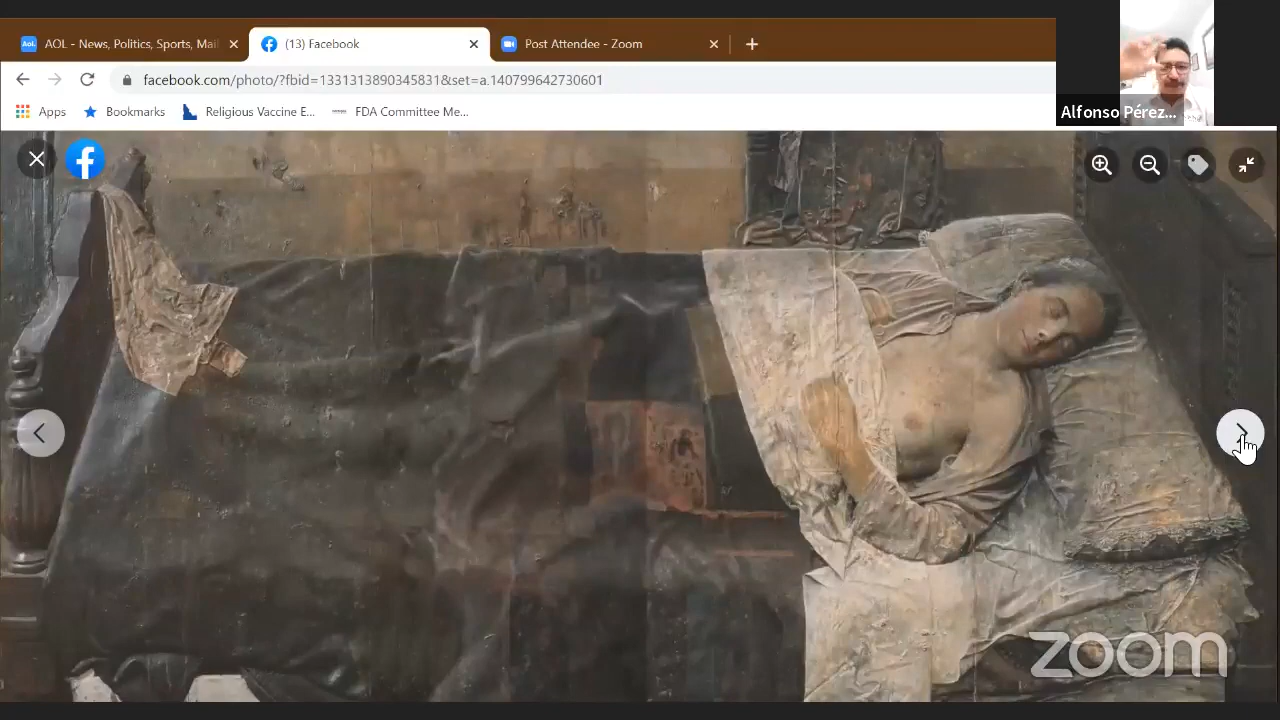 AOL - News, Politics, Sports, Mail
(13) Facebook
Post Attendee - Zoom
facebook.com/photo/?fbid=1331313890345831&set=a.140799642730601
Apps
Bookmarks
Religious Vaccine E...
FDA Committee Me...
Alfonso Pérez...
Aol.
zoom